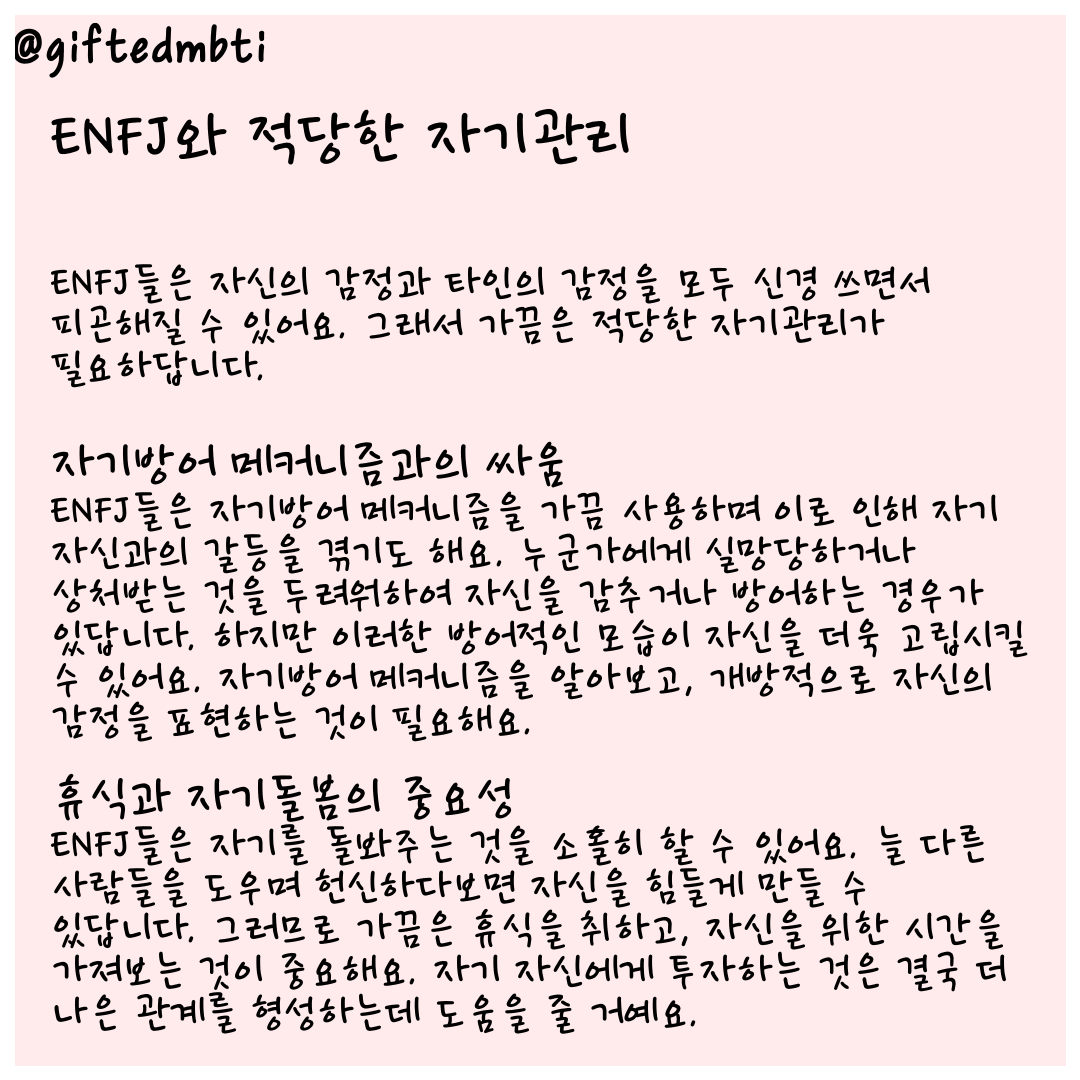 @giftedmbti
ENFJ와 적당한 자기관리
ENFJ들은 자신의 감정과 타인의 감정을 모두 신경 쓰면서
피곤해질 수 있어요. 그래서 가끔은 적당한 자기관리가
필요하답니다.
자기방어 메커니즘과의 싸움
ENFJ들은 자기방어 메커니즘을 가끔 사용하며 이로 인해 자기
자신과의 갈등을 겪기도 해요. 누군가에게 실망당하거나
상처받는 것을 두려워하여 자신을 감추거나 방어하는 경우가
있답니다. 하지만 이러한 방어적인 모습이 자신을 더욱 고립시킬
수 있어요. 자기방어 메커니즘을 알아보고, 개방적으로 자신의
감정을 표현하는 것이 필요해요.
휴식과 자기돌봄의 중요성
ENFJ들은 자기를 돌봐주는 것을 소홀히 할 수 있어요. 늘 다른
사람들을 도우며 헌신하다보면 자신을 힘들게 만들 수
있답니다. 그러므로 가끔은 휴식을 취하고, 자신을 위한 시간을
가져보는 것이 중요해요. 자기 자신에게 투자하는 것은 결국 더
나은 관계를 형성하는데 도움을 줄 거예요.